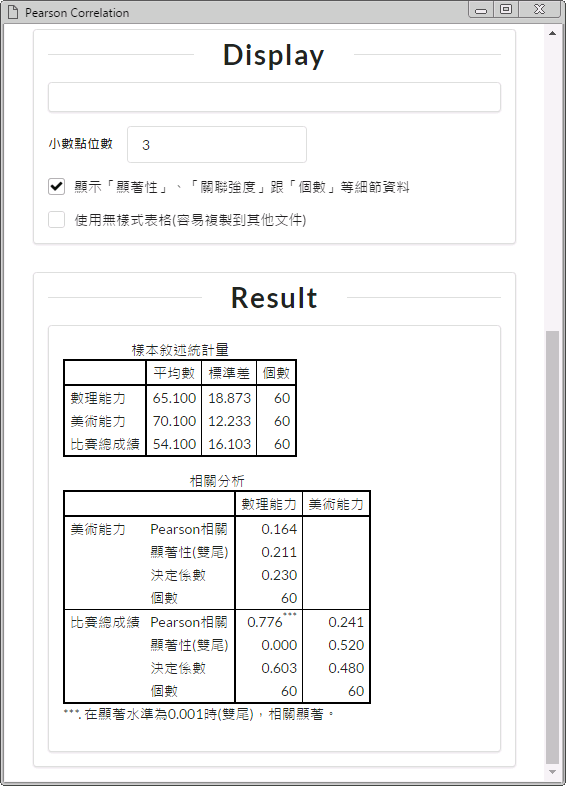 Pearson Correlation
Display
小數點位數 3
顯示「顯著性」、「關聯強度」跟「個數」等細節資料
使用無樣式表格(容易複製到其他文件)
Result
樣本敘述統計量
平均數 標準差 個數
數理能力 65.100 18.873 60
美術能力 70.100 12.233 60
比賽總成績 54.100 16.103 60
相關分析
數理能力 美術能力
美術能力 Pearson相關 0.164
顯著性(雙尾) 0.211
決定係數 0.230
個數 60
比賽總成績 Pearson相關 0.776*** 0.241
顯著性(雙尾) 0.000 0.520
決定係數 0.603 0.480
個數 60 60
***. 在顯著水準為0.001時(雙尾)，相關顯著。